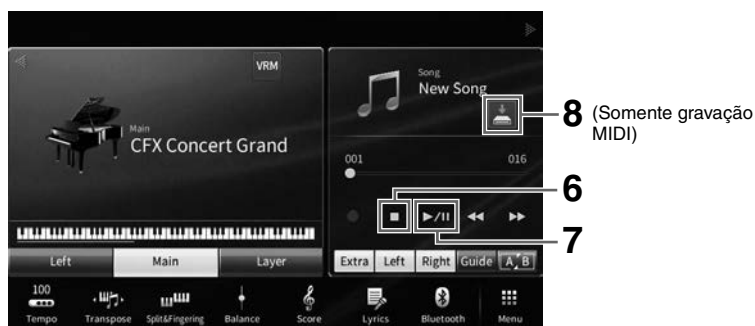 VRM
Main
CFX Concert Grand
Song
New Song
001
016
Left
Main
Layer
Extra
Left
Right
Guide
A B
100
Tempo
Transpose
Split&Fingering
Balance
Score
Lyrics
Bluetooth
Menu
8 (Somente gravação
MIDI)
6
7